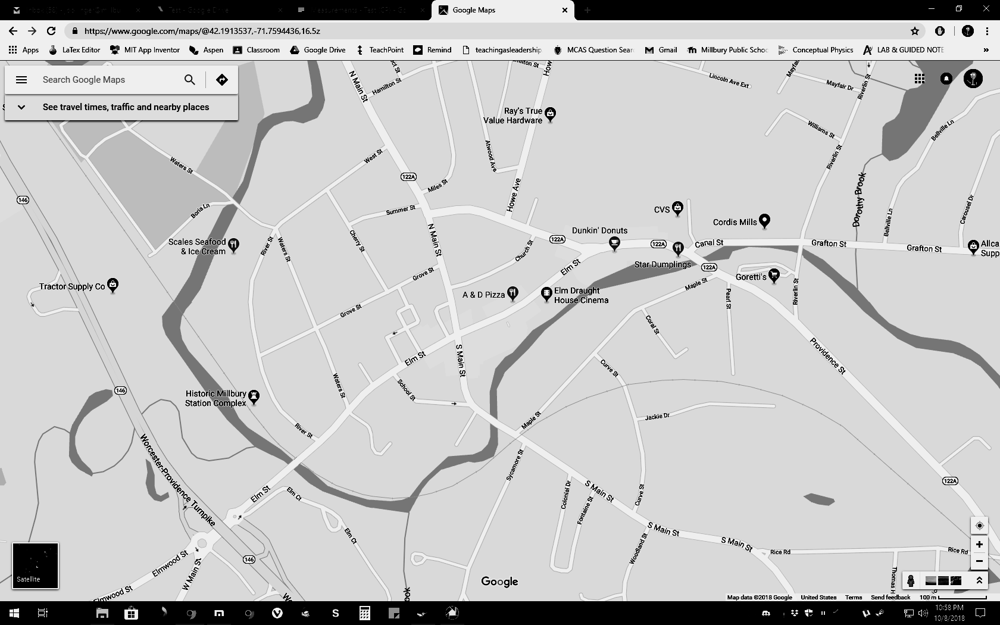 Google Maps
https://www.google.com/maps/@42.1913537,-71.7594436,16.5z
Apps
LaTex Editor
MIT App Inventor
Aspen
Classroom
Google Drive
TeachPoint
Remind
teachingasleadership
MCAS Question Sear
Gmail
Millbury Public Schoo
Conceptual Physics
LAB & GUIDED NOTE
Search Google Maps
See travel times, traffic and nearby places
N Main St
Hamilton St
Lincoln Ave Ext
Mayfair Dr
Riverlin St
Ray's True
Value Hardware
Williams St
Bellville Ln
Atwood Ave
Riverlin St
West St
Waters St
122A
Miles St
Howe Ave
Dorothy Brook
146
Boria Ln
Summer St
CVS
Cordis Mills
Carousel Dr
Bellville Ln
Dunkin' Donuts
N Main St
Cherry St
122A
122A
Canal St
Grafton St
Grafton St
Scales Seafood
& Ice Cream
River St
Waters St
Church St
Star Dumplings
122A
Elm St
Allca
Supp
Grove St
Goretti's
Tractor Supply Co
A & D Pizza
Elm Draught
House Cinema
Maple St
Pearl St
Riverlin St
Grove St
Coral St
S Main St
Elm St
Providence St
Curve St
School St
Waters St
146
Historic Millbury
Station Complex
Maple St
Jackie Dr
River St
Worcester-Providence Turnpike
Sycamore St
122A
Elm St
Elm Ct
Colonial Dr
S Main St
Fontaine St
Curve St
Elm Ct
S Main St
S Main St
Woodland St
Rice Rd
Rice Rd
146
Elmwood St
W Main St
Elmwood St
Thomas H
Satellite
Google
Map data ©2018 Google
United States
Terms
Send feedback
100 m
10:58 PM
10/8/2018